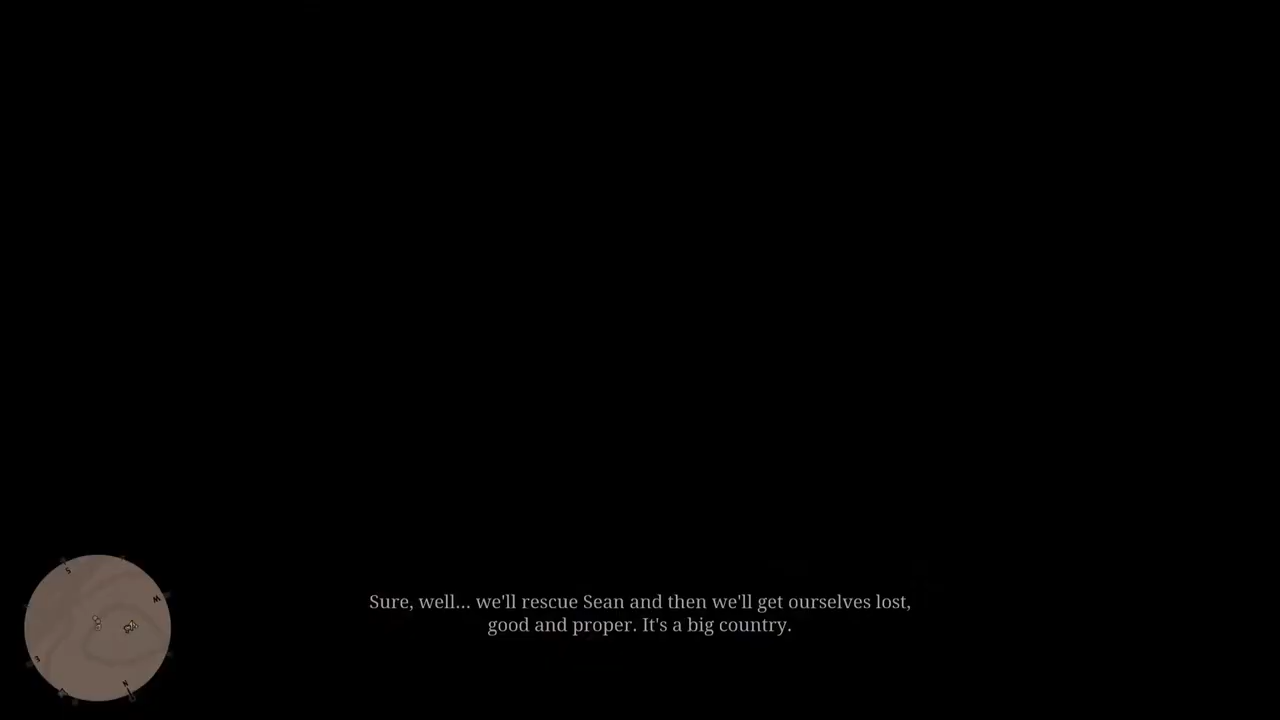 Sure, well... we'll rescue Sean and then we'll get ourselves lost,
good and proper. It's a big country.
S
W
E
N